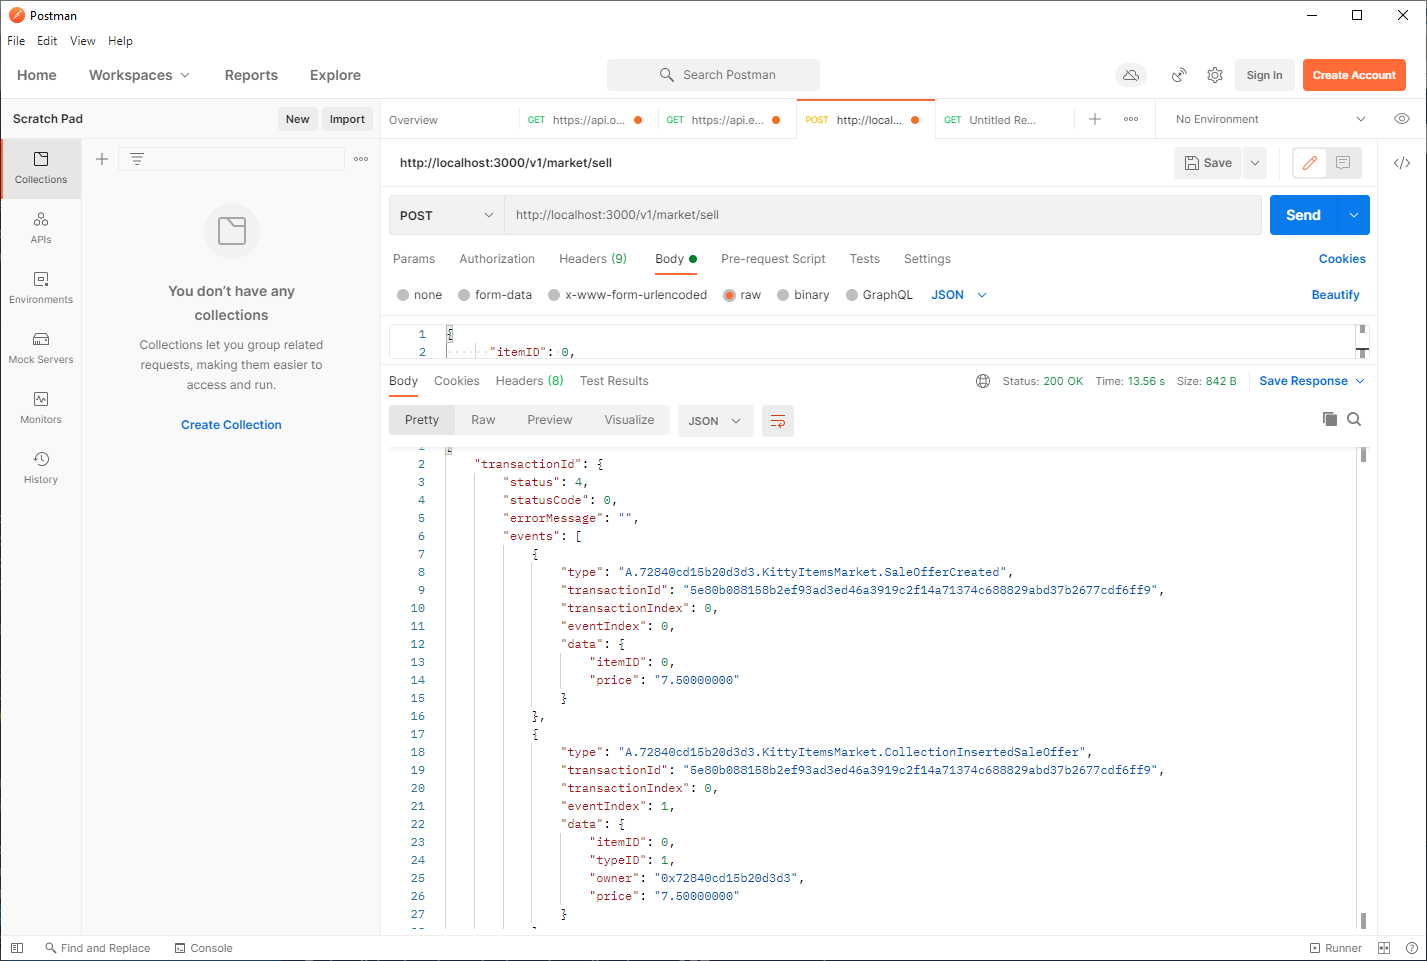 Postman
File Edit View Help
Home Workspaces Reports Explore Search Postman Sign In Create Account
Scratch Pad New Import
Overview GET https://api.o... GET https://api.e... POST http://local... GET Untitled Re... No Environment
Collections
APIs
Environments
Mock Servers
Monitors
History
You don't have any
collections
Collections let you group related
requests, making them easier to
access and run.
Create Collection
http://localhost:3000/v1/market/sell Save
POST http://localhost:3000/v1/market/sell Send
Params Authorization Headers (9) Body Pre-request Script Tests Settings Cookies
none form-data x-www-form-urlencoded raw binary GraphQL JSON Beautify
1 {
2 "itemID": 0,
Body Cookies Headers (8) Test Results Status: 200 OK Time: 13.56 s Size: 842 B Save Response
Pretty Raw Preview Visualize JSON
1 {
2 "transactionId": {
3 "status": 4,
4 "statusCode": 0,
5 "errorMessage": "",
6 "events": [
7 {
8 "type": "A.72840cd15b20d3d3.KittyItemsMarket.SaleOfferCreated",
9 "transactionId": "5e80b088158b2ef93ad3ed46a3919c2f14a71374c688829abd37b2677cdf6ff9",
10 "transactionIndex": 0,
11 "eventIndex": 0,
12 "data": {
13 "itemID": 0,
14 "price": "7.50000000"
15 }
16 },
17 {
18 "type": "A.72840cd15b20d3d3.KittyItemsMarket.CollectionInsertedSaleOffer",
19 "transactionId": "5e80b088158b2ef93ad3ed46a3919c2f14a71374c688829abd37b2677cdf6ff9",
20 "transactionIndex": 0,
21 "eventIndex": 1,
22 "data": {
23 "itemID": 0,
24 "typeID": 1,
25 "owner": "0x72840cd15b20d3d3",
26 "price": "7.50000000"
27 }
Find and Replace Console Runner